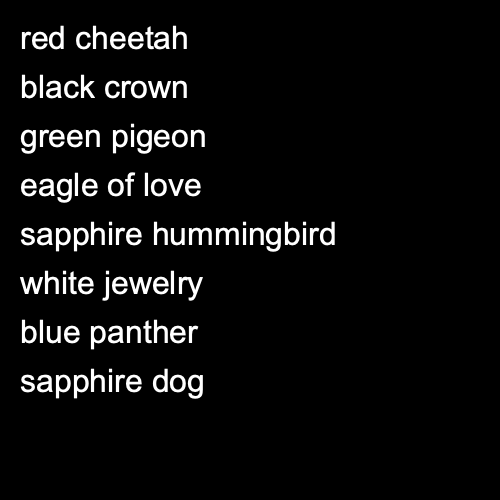 red cheetah
black crown
green pigeon
eagle of love
sapphire hummingbird
white jewelry
blue panther
sapphire dog